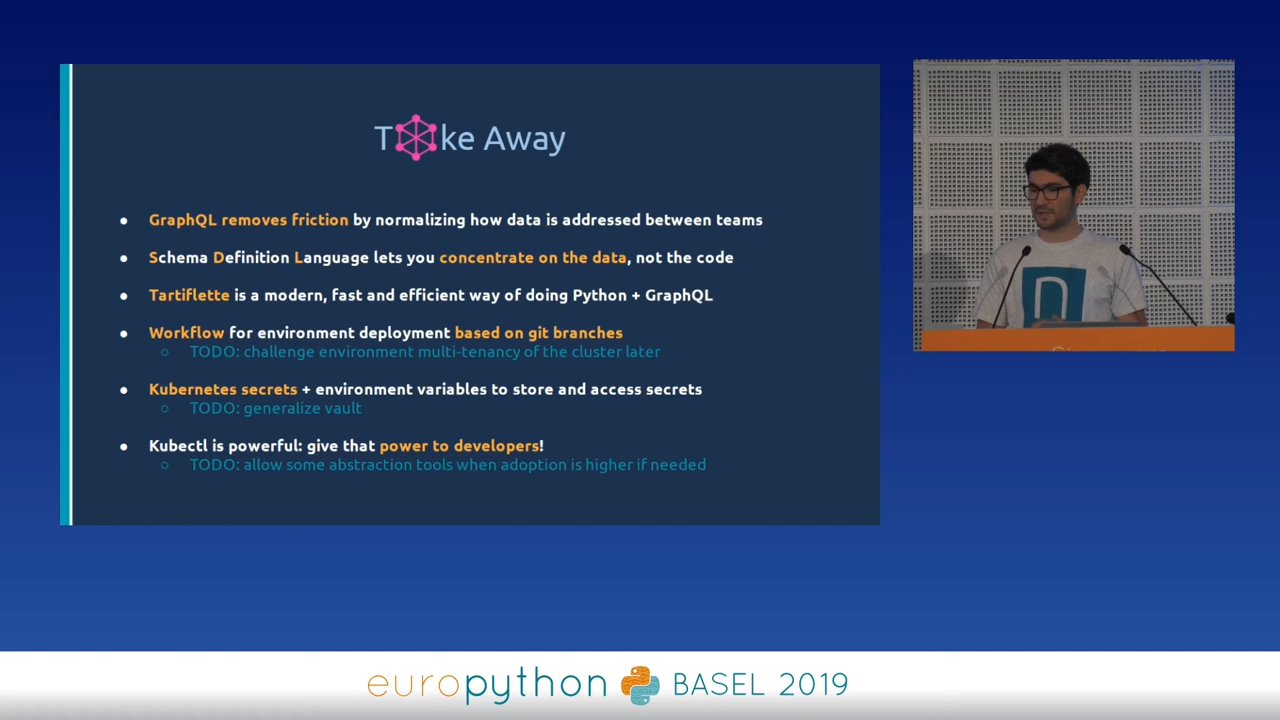 T ke Away
● GraphQL removes friction by normalizing how data is addressed between teams
● Schema Definition Language lets you concentrate on the data, not the code
● Tartiflette is a modern, fast and efficient way of doing Python + GraphQL
● Workflow for environment deployment based on git branches
○ TODO: challenge environment multi-tenancy of the cluster later
● Kubernetes secrets + environment variables to store and access secrets
○ TODO: generalize vault
● Kubectl is powerful: give that power to developers!
○ TODO: allow some abstraction tools when adoption is higher if needed
europython BASEL 2019